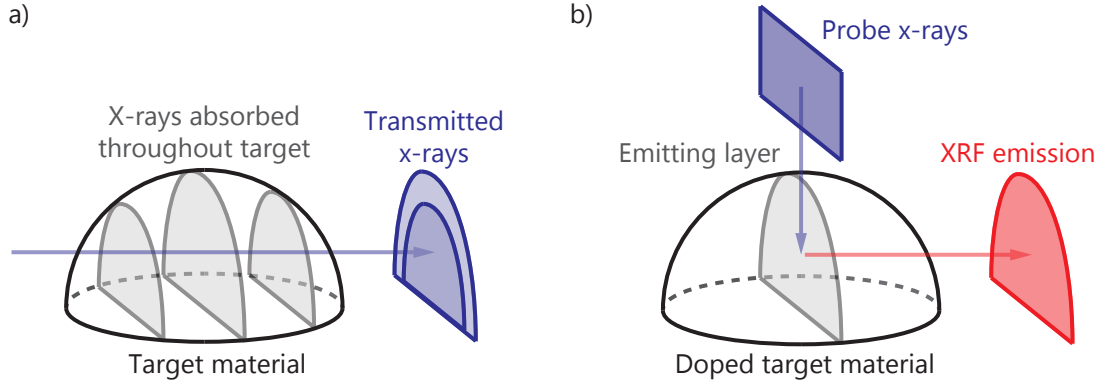 a)
X-rays absorbed
throughout target
Transmitted
x-rays
Target material
b)
Probe x-rays
Emitting layer
XRF emission
Doped target material